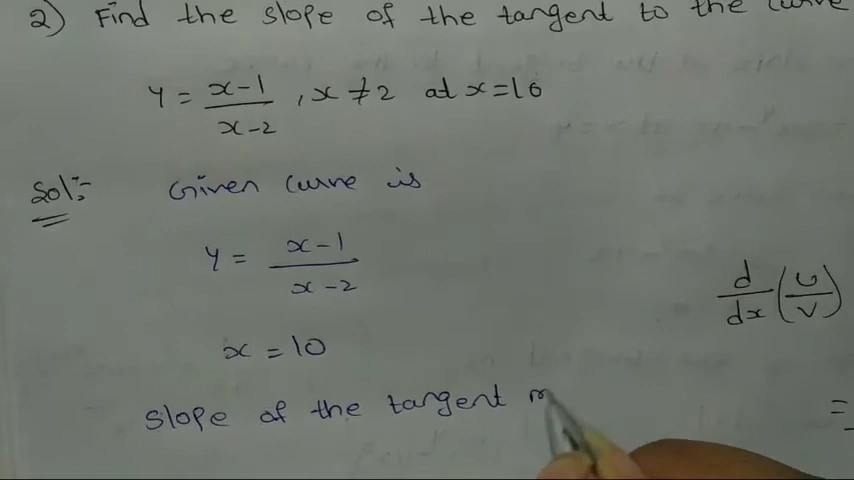 2) Find the slope of the tangent to the curve
y = x-1 / x-2 , x ≠ 2 at x = 10
Sol:- Given Curve is
y = x-1 / x-2
d/dx (u/v)
x = 10
slope of the tangent m
=